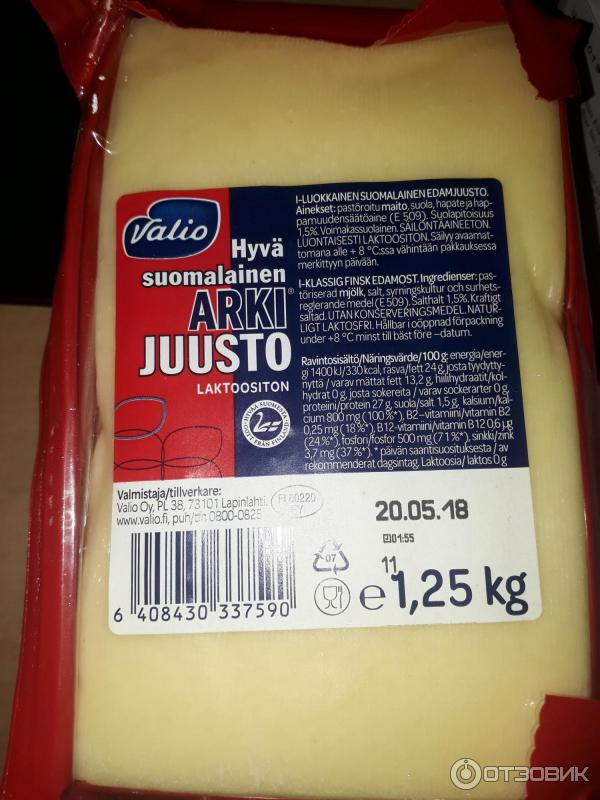 Valio
Hyvä
suomalainen
ARKI
JUUSTO
LAKTOOSITON
HYVÄÄ SUOMESTA
GOTT FRÅN FINLAND
I-LUOKKAINEN SUOMALAINEN EDAMJUUSTO.
Ainekset: pastöroitu maito, suola, hapate ja hap-
pamuudensäätöaine (E 509). Suolapitoisuus
1,5%. Voimakassuolainen. SÄILÖNTÄAINEETON.
LUONTAISESTI LAKTOOSITON. Säilyy avaamat-
tomana alle + 8 °C:ssa vähintään pakkauksessa
merkittyyn päivään.
I-KLASSIG FINSK EDAMOST. Ingredienser: pas-
töriserad mjölk, salt, syrningskultur och surhets-
reglerande medel (E 509). Salthalt 1,5%. Kraftigt
saltad. UTAN KONSERVERINGSMEDEL. NATUR-
LIGT LAKTOSFRI. Hållbar i oöppnad förpackning
under +8 °C minst till bäst före –datum.
Ravintosisältö/Näringsvärde/100 g: energia/ener-
gi 1400 kJ/330 kcal, rasva/fett 24 g, josta tyydytty-
nyttä / varav mättat fett 13,2 g, hiilihydraatit/kol-
hydrat 0 g, josta sokereita / varav sockerarter 0 g,
proteiini/protein 27 g, suola/salt 1,5 g, kalsium/kal-
cium 800 mg (100 %*), B2-vitamiini/vitamin B2
0,25 mg (18 %*), B12-vitamiini/vitamin B12 0,6 µg
(24 %*), fosfori/fosfor 500 mg (71 %*), sinkki/zink
3,7 mg (37 %*). * päivän saantisuosituksesta / av
rekommenderat dagsintag. Laktoosia/laktos 0 g
Valmistaja/tillverkare:
Valio Oy, PL 38, 73101 Lapinlahti.
www.valio.fi, puh/tfn 0800-0825
FI 60220
EY
20.05.18
01:55
11
07
e 1,25 kg
6 408430 337590
ОТЗОВИК